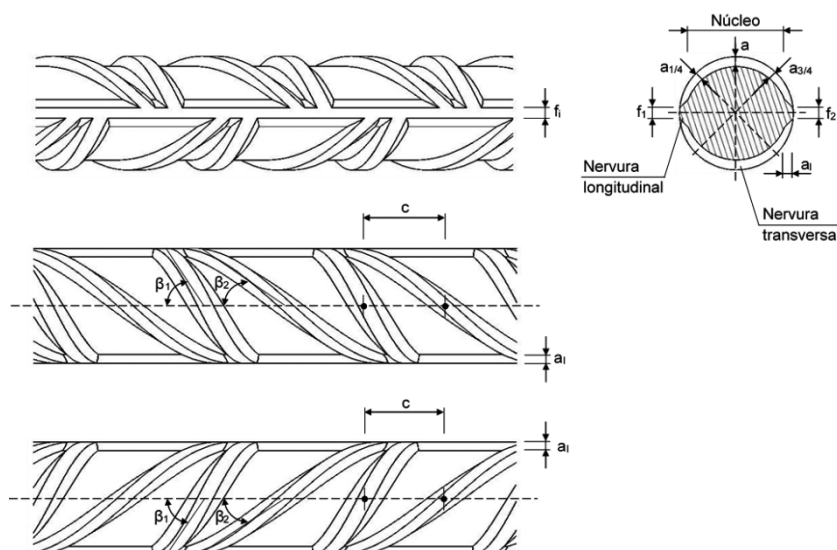 Núcleo
a
a1/4
a3/4
f1
f2
fi
al
Nervura
longitudinal
Nervura
transversa
c
β1
β2
al
c
al
β1
β2